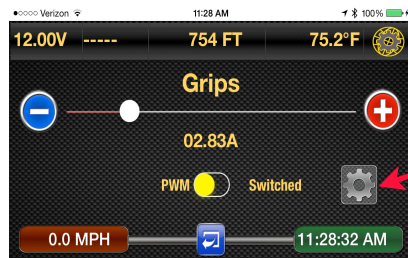 Verizon 11:28 AM 100%
12.00V ----- 754 FT 75.2°F
Grips
02.83A
PWM Switched
0.0 MPH 11:28:32 AM